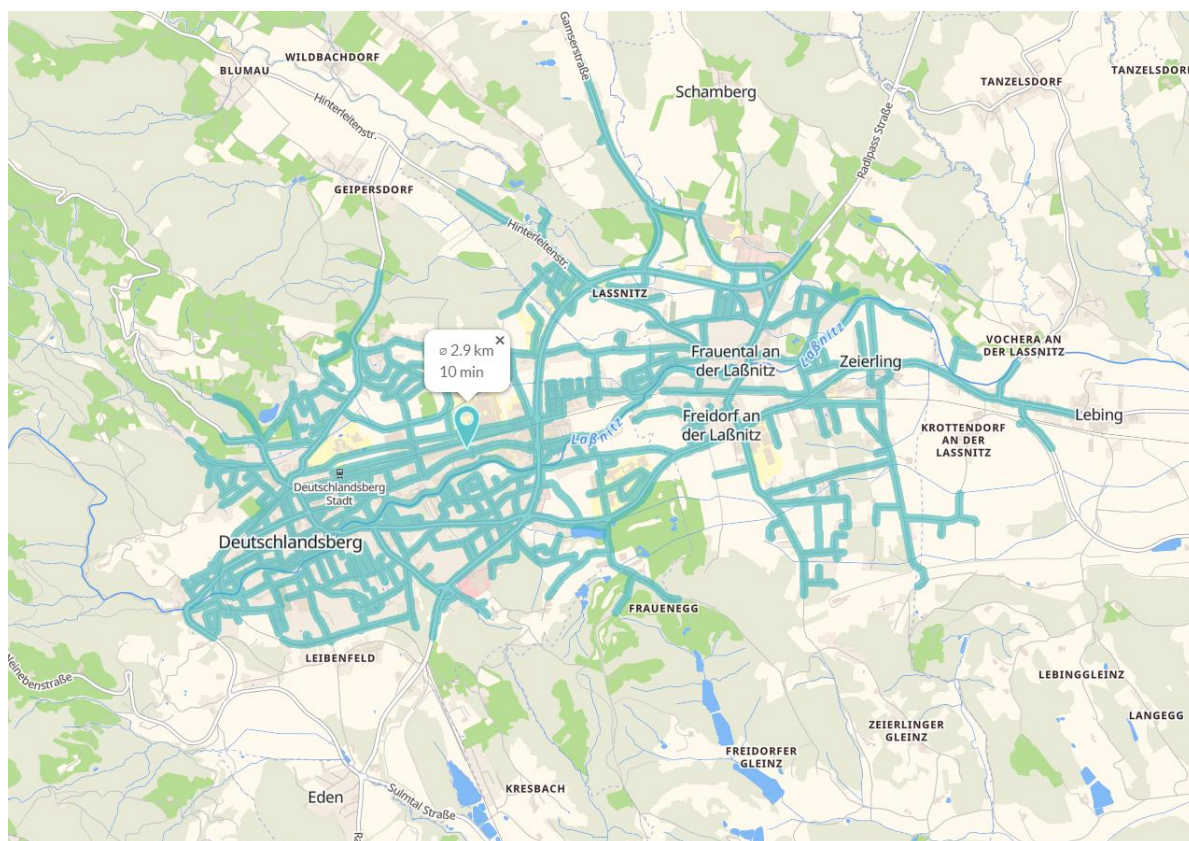 Gamserstraße
WILDBACHDORF
BLUMAU
Schamberg
TANZELSDORF
TANZELSDORF
Hinterleitenstr.
Radlpass Straße
GEIPERSDORF
Hinterleitenstr.
LASSNITZ
⌀ 2.9 km
10 min
×
Frauental an
der Laßnitz
Laßnitz
Zeierling
VOCHERA AN
DER LASSNITZ
Lebing
Freidorf an
der Laßnitz
Laßnitz
KROTTENDORF
AN DER
LASSNITZ
Deutschlandsberg
Stadt
Deutschlandsberg
FRAUENEGG
LEIBENFELD
LEBINGGLEINZ
LANGEGG
ZEIERLINGER
GLEINZ
FREIDORFER
GLEINZ
KRESBACH
Eden
Sulmtal Straße